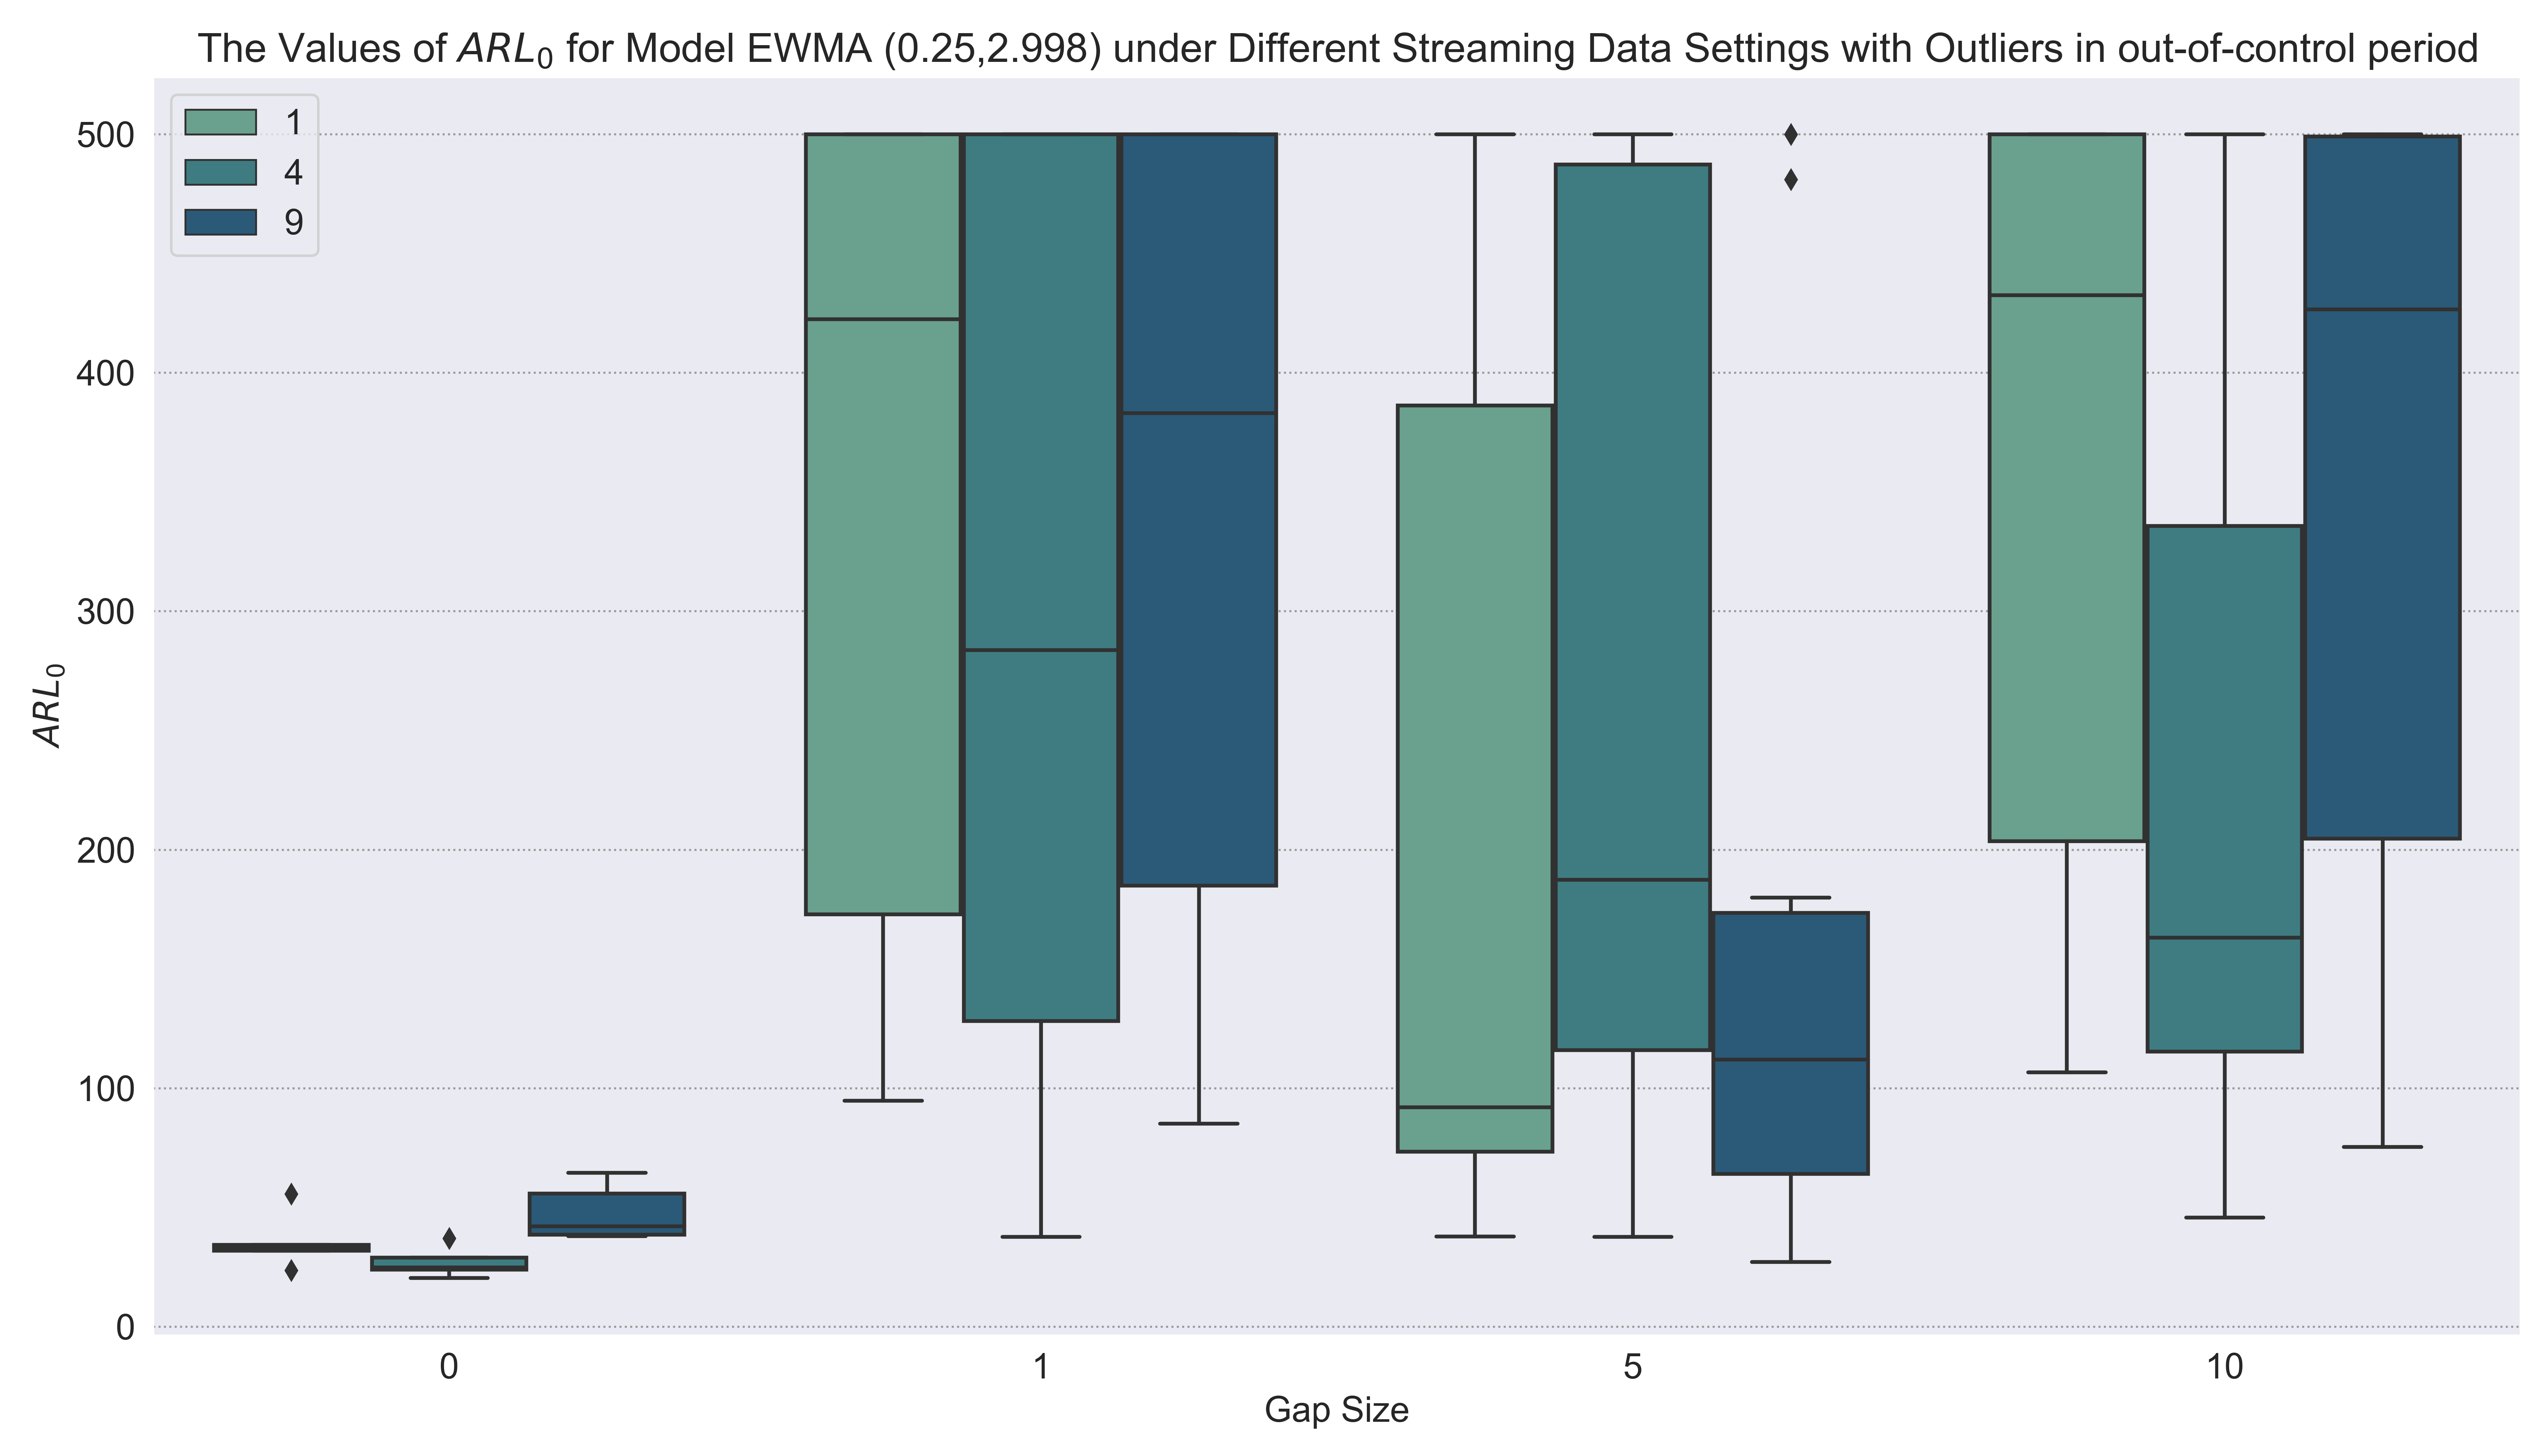 The Values of ARL₀ for Model EWMA (0.25,2.998) under Different Streaming Data Settings with Outliers in out-of-control period
1
4
9
500
400
300
200
100
0
ARL₀
0 1 5 10
Gap Size